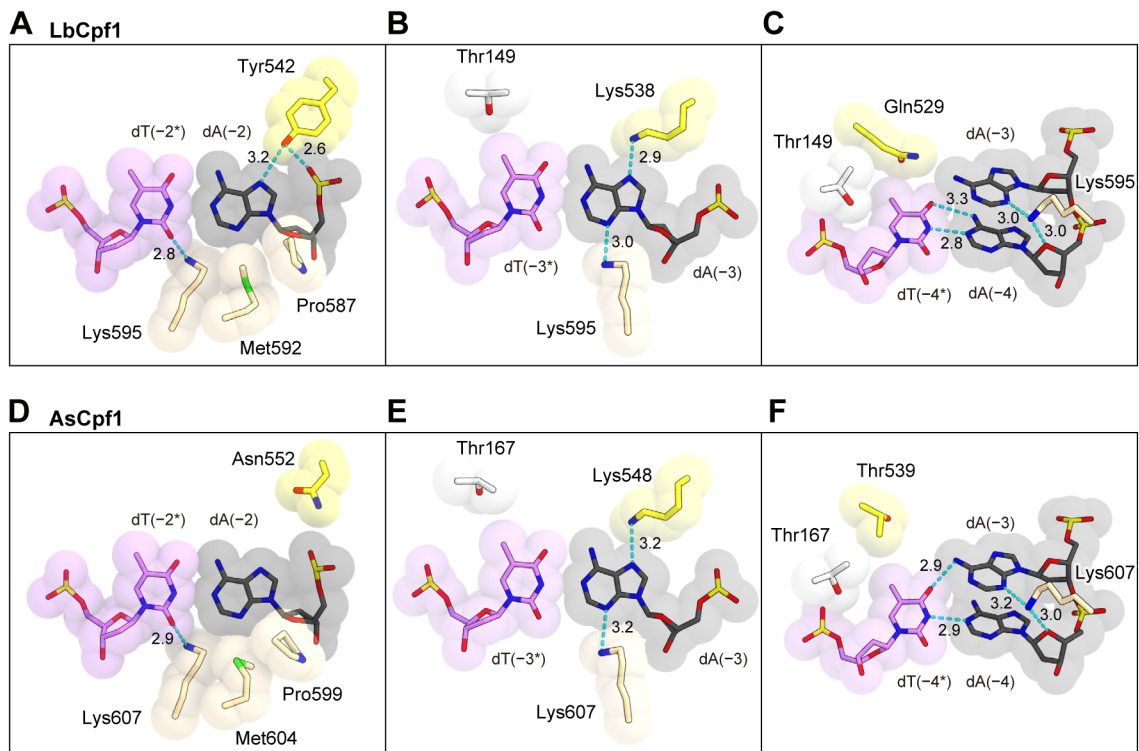 A LbCpf1
Tyr542
dT(−2*) dA(−2)
3.2
2.6
2.8
Pro587
Lys595
Met592
B
Thr149
Lys538
2.9
3.0
dT(−3*)
dA(−3)
Lys595
C
Gln529
dA(−3)
Thr149
Lys595
3.3
3.0
3.0
2.8
dT(−4*) dA(−4)
D AsCpf1
Asn552
dT(−2*) dA(−2)
2.9
Pro599
Lys607
Met604
E
Thr167
Lys548
3.2
3.2
dT(−3*)
dA(−3)
Lys607
F
Thr539
dA(−3)
Thr167
Lys607
2.9
3.2
3.0
2.9
dT(−4*) dA(−4)